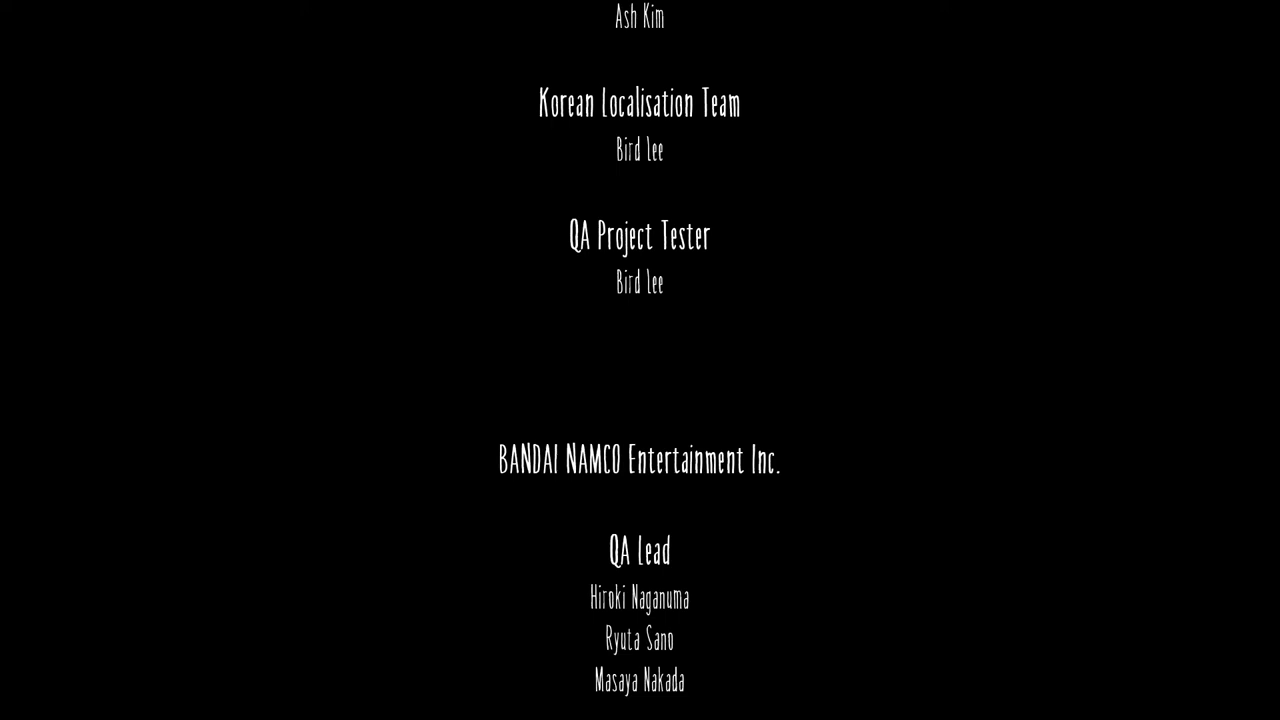 Ash Kim
Korean Localisation Team
Bird Lee
QA Project Tester
Bird Lee
BANDAI NAMCO Entertainment Inc.
QA Lead
Hiroki Naganuma
Ryuta Sano
Masaya Nakada